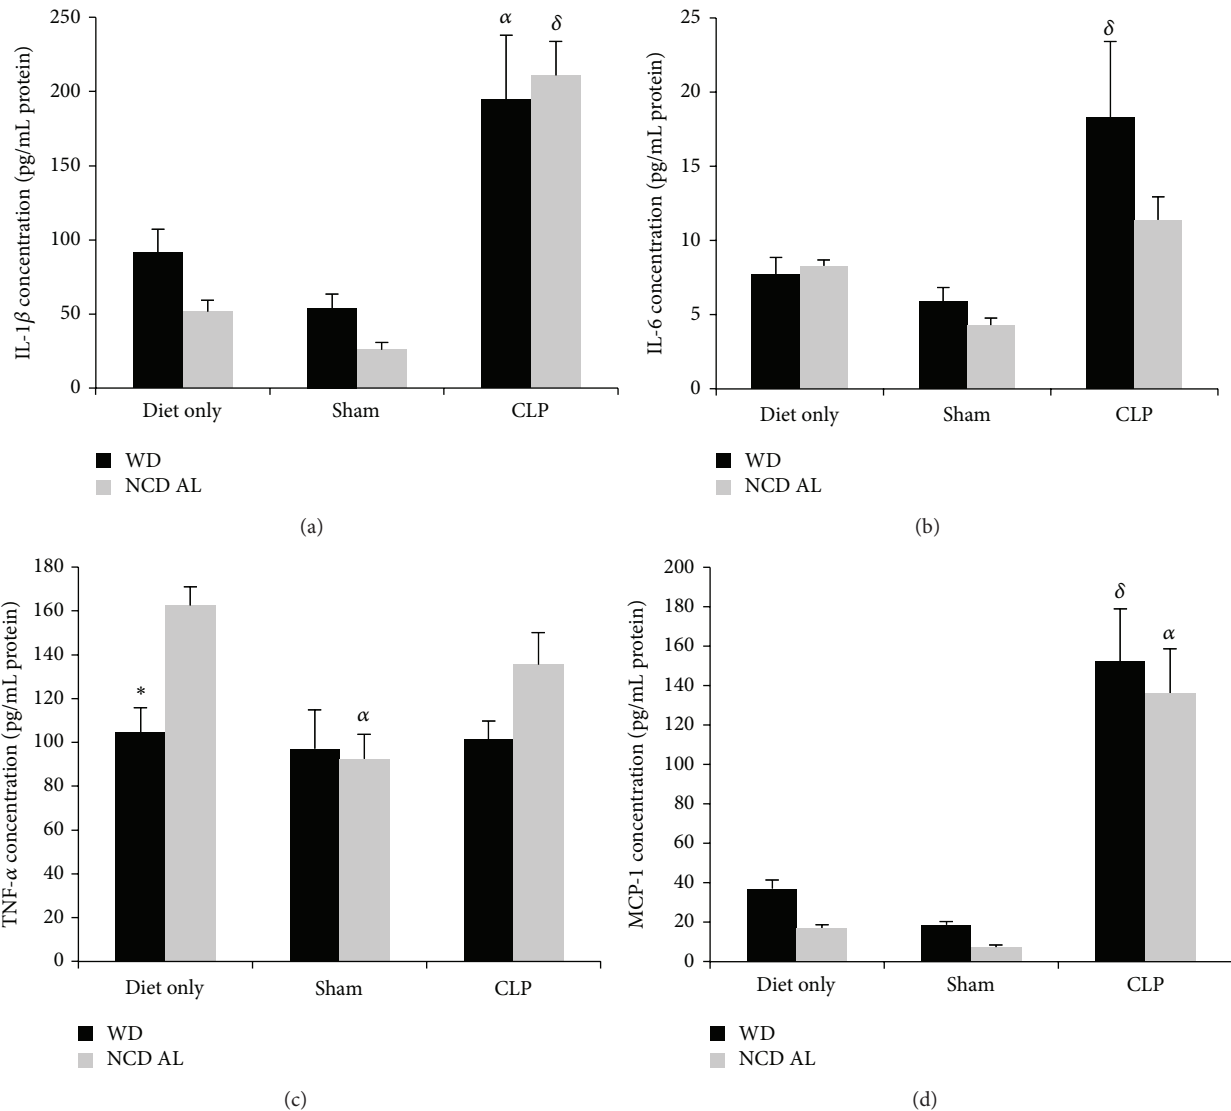 250
200
150
100
50
0
IL-1β concentration (pg/mL protein)
α
δ
Diet only
Sham
CLP
WD
NCD AL
(a)
25
20
15
10
5
0
IL-6 concentration (pg/mL protein)
δ
Diet only
Sham
CLP
WD
NCD AL
(b)
180
160
140
120
100
80
60
40
20
0
TNF-α concentration (pg/mL protein)
*
α
Diet only
Sham
CLP
WD
NCD AL
(c)
200
180
160
140
120
100
80
60
40
20
0
MCP-1 concentration (pg/mL protein)
δ
α
Diet only
Sham
CLP
WD
NCD AL
(d)